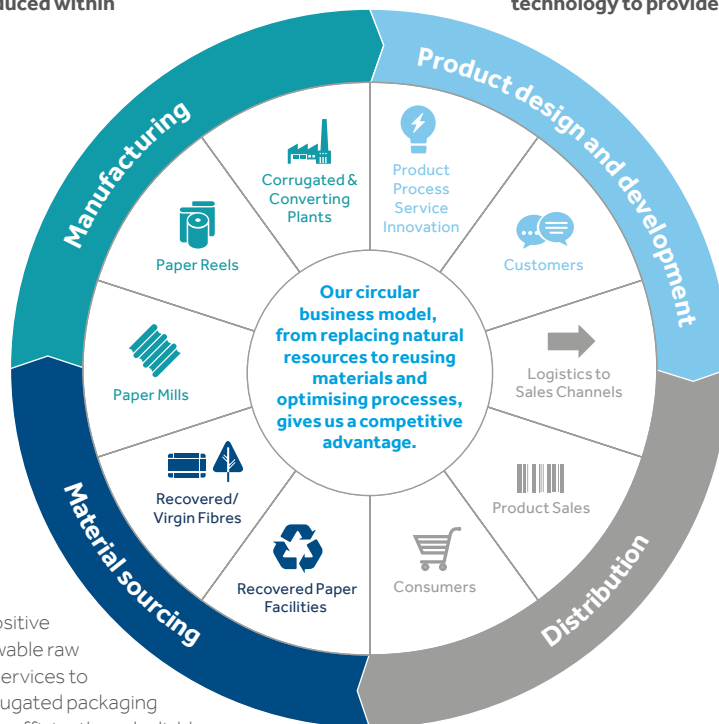 duced within
technology to provide
Product design and development
Product
Process
Service
Innovation
Customers
Logistics to
Sales Channels
Distribution
Product Sales
Consumers
Material sourcing
Recovered Paper
Facilities
Recovered/
Virgin Fibres
Manufacturing
Paper Mills
Paper Reels
Corrugated &
Converting
Plants
Our circular
business model,
from replacing natural
resources to reusing
materials and
optimising processes,
gives us a competitive
advantage.
ositive
wable raw
ervices to
ugated packaging